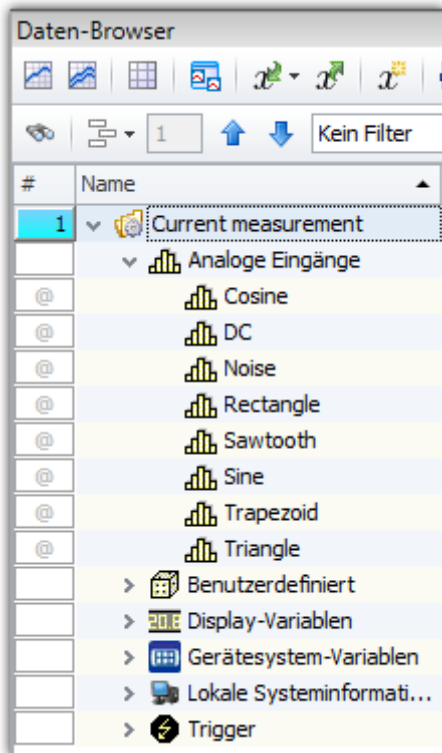 Daten-Browser
1 Kein Filter
# Name
1 Current measurement
Analoge Eingänge
@ Cosine
@ DC
@ Noise
@ Rectangle
@ Sawtooth
@ Sine
@ Trapezoid
@ Triangle
Benutzerdefiniert
Display-Variablen
Gerätesystem-Variablen
Lokale Systeminformati...
Trigger